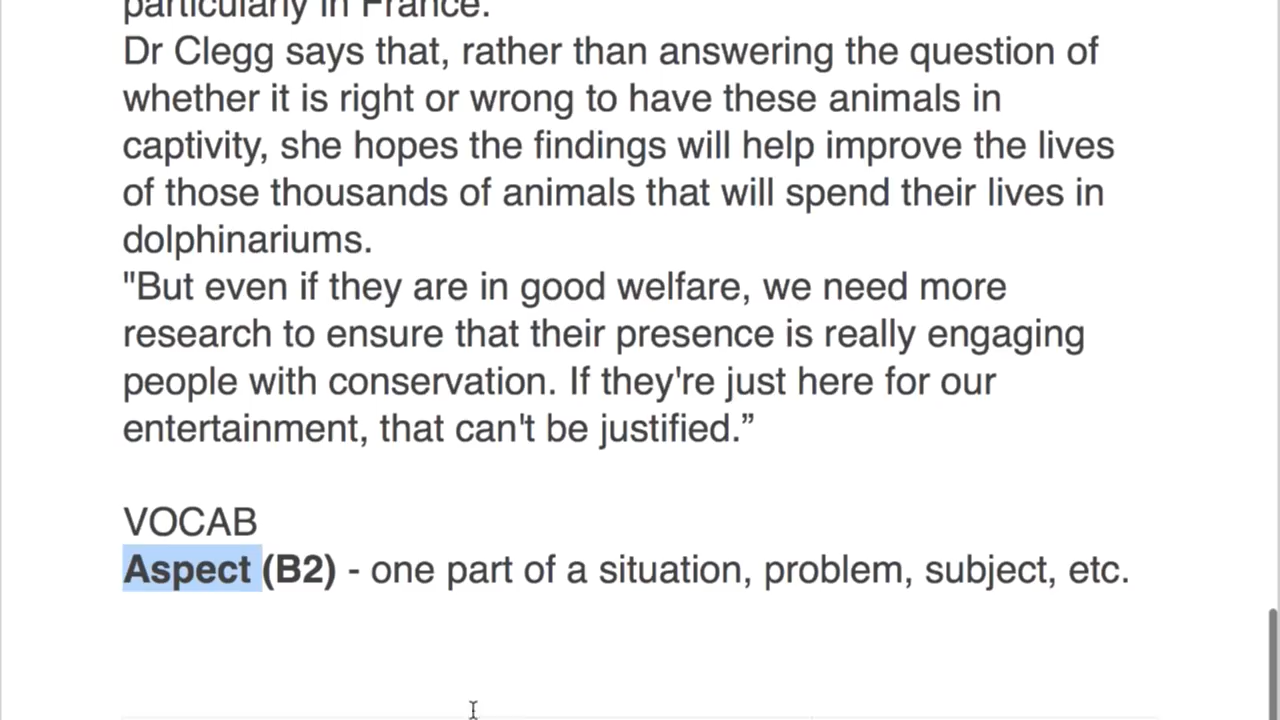 particularly in France.
Dr Clegg says that, rather than answering the question of
whether it is right or wrong to have these animals in
captivity, she hopes the findings will help improve the lives
of those thousands of animals that will spend their lives in
dolphinariums.
"But even if they are in good welfare, we need more
research to ensure that their presence is really engaging
people with conservation. If they're just here for our
entertainment, that can't be justified.”
VOCAB
Aspect (B2) - one part of a situation, problem, subject, etc.